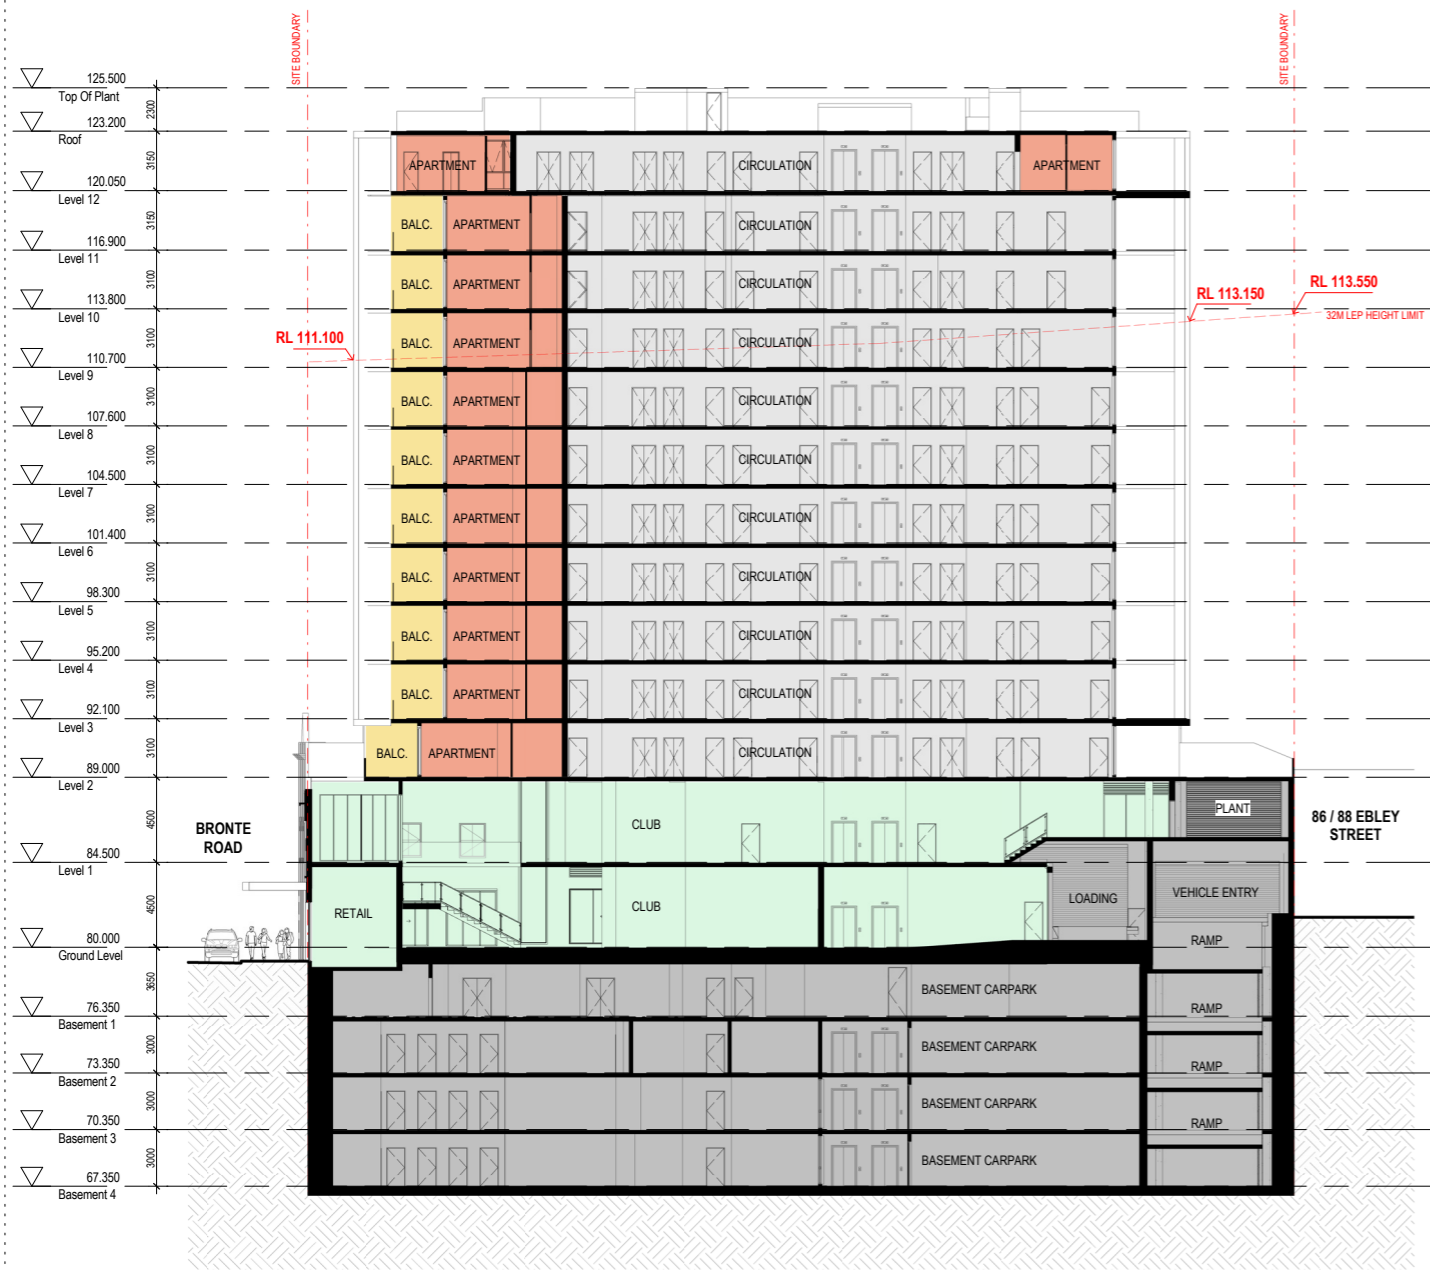 SITE BOUNDARY
SITE BOUNDARY
125.500
Top Of Plant
2300
123.200
Roof
3150
APARTMENT
CIRCULATION
APARTMENT
120.050
Level 12
3150
BALC.
APARTMENT
CIRCULATION
116.900
Level 11
3100
BALC.
APARTMENT
CIRCULATION
113.800
Level 10
RL 113.150
RL 113.550
32M LEP HEIGHT LIMIT
3100
RL 111.100
BALC.
APARTMENT
CIRCULATION
110.700
Level 9
3100
BALC.
APARTMENT
CIRCULATION
107.600
Level 8
3100
BALC.
APARTMENT
CIRCULATION
104.500
Level 7
3100
BALC.
APARTMENT
CIRCULATION
101.400
Level 6
3100
BALC.
APARTMENT
CIRCULATION
98.300
Level 5
3100
BALC.
APARTMENT
CIRCULATION
95.200
Level 4
3100
BALC.
APARTMENT
CIRCULATION
92.100
Level 3
3100
BALC.
APARTMENT
CIRCULATION
89.000
Level 2
4500
BRONTE
ROAD
CLUB
PLANT
86 / 88 EBLEY
STREET
84.500
Level 1
4500
RETAIL
CLUB
LOADING
VEHICLE ENTRY
80.000
Ground Level
RAMP
3650
BASEMENT CARPARK
76.350
Basement 1
RAMP
3000
BASEMENT CARPARK
73.350
Basement 2
RAMP
3000
BASEMENT CARPARK
70.350
Basement 3
RAMP
3000
BASEMENT CARPARK
67.350
Basement 4